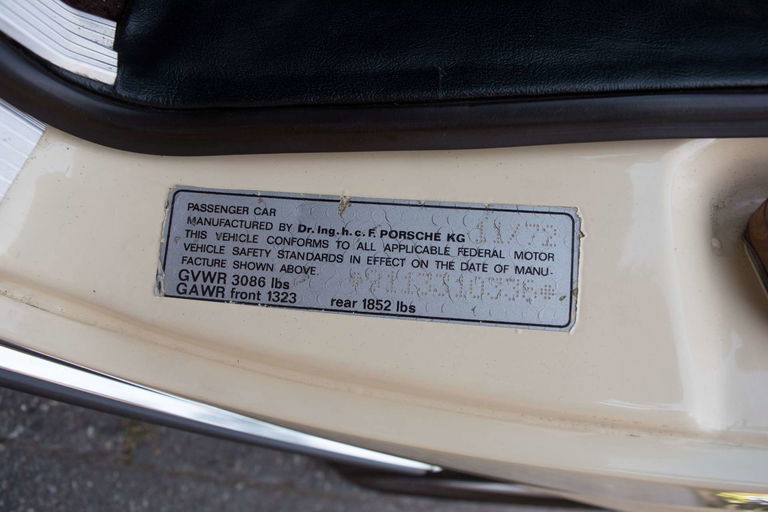 PASSENGER CAR
MANUFACTURED BY Dr. Ing. h. c. F. PORSCHE KG 11/72
THIS VEHICLE CONFORMS TO ALL APPLICABLE FEDERAL MOTOR
VEHICLE SAFETY STANDARDS IN EFFECT ON THE DATE OF MANU-
FACTURE SHOWN ABOVE.
GVWR 3086 lbs
GAWR front 1323 rear 1852 lbs